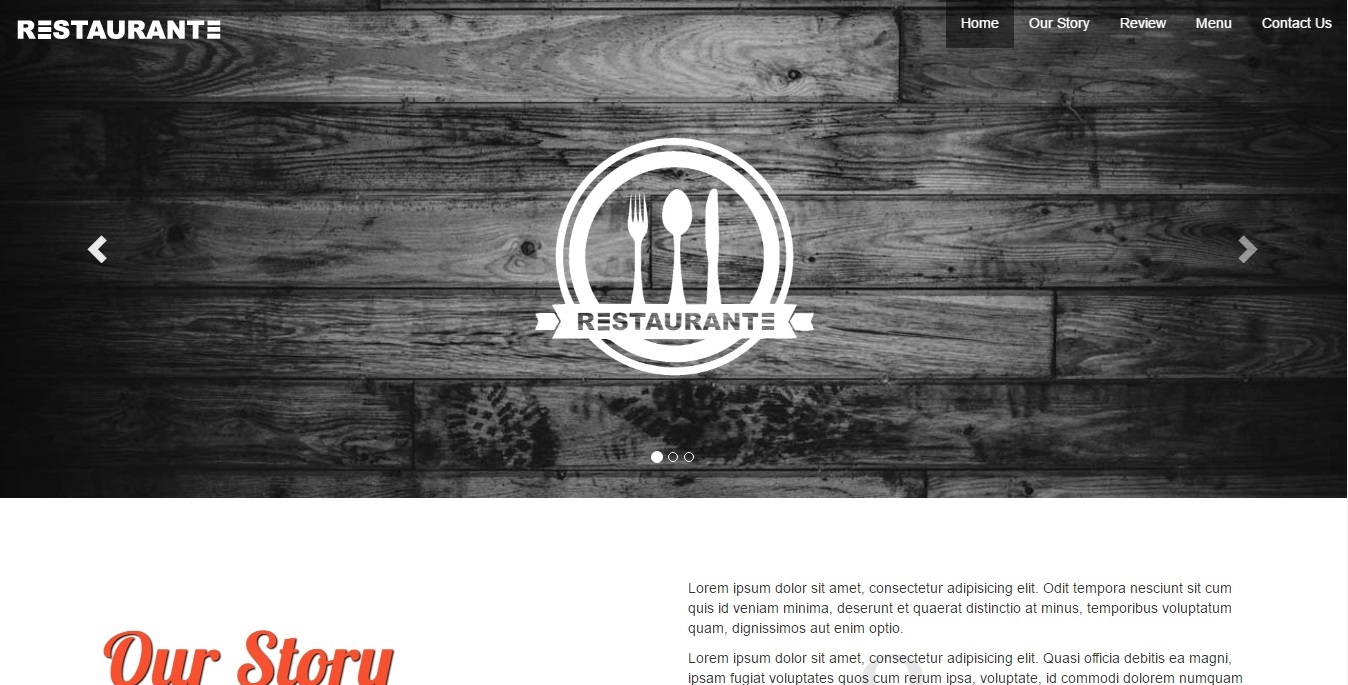 RESTAURANTE
Home Our Story Review Menu Contact Us
RESTAURANTE
Our Story
Lorem ipsum dolor sit amet, consectetur adipisicing elit. Odit tempora nesciunt sit cum
quis id veniam minima, deserunt et quaerat distinctio at minus, temporibus voluptatum
quam, dignissimos aut enim optio.
Lorem ipsum dolor sit amet, consectetur adipisicing elit. Quasi officia debitis ea magni,
ipsam fugiat voluptates quos cum rerum ipsa, voluptate, id commodi dolorem numquam